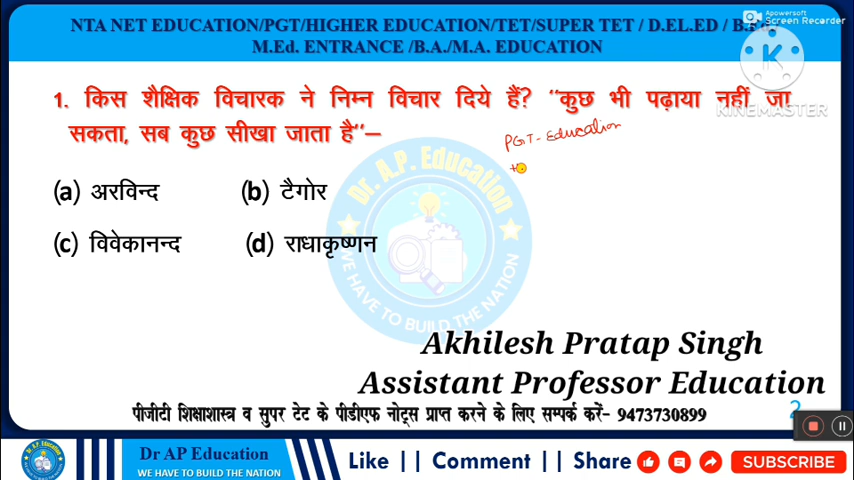 Apowersoft
Screen Recorder
NTA NET EDUCATION/PGT/HIGHER EDUCATION/TET/SUPER TET / D.EL.ED / B.Ed.
M.Ed. ENTRANCE /B.A./M.A. EDUCATION
KINEMASTER
1. किस शैक्षिक विचारक ने निम्न विचार दिये हैं? "कुछ भी पढ़ाया नहीं जा
सकता, सब कुछ सीखा जाता है"–
PGT- Education
Dr. A.P. Education
(a) अरविन्द (b) टैगोर
(c) विवेकानन्द (d) राधाकृष्णन
WE HAVE TO BUILD THE NATION
Akhilesh Pratap Singh
Assistant Professor Education
पीजीटी शिक्षाशास्त्र व सुपर टेट के पीडीएफ नोट्स प्राप्त करने के लिए सम्पर्क करें- 9473730899
2
Dr AP Education
WE HAVE TO BUILD THE NATION
Like || Comment || Share
SUBSCRIBE